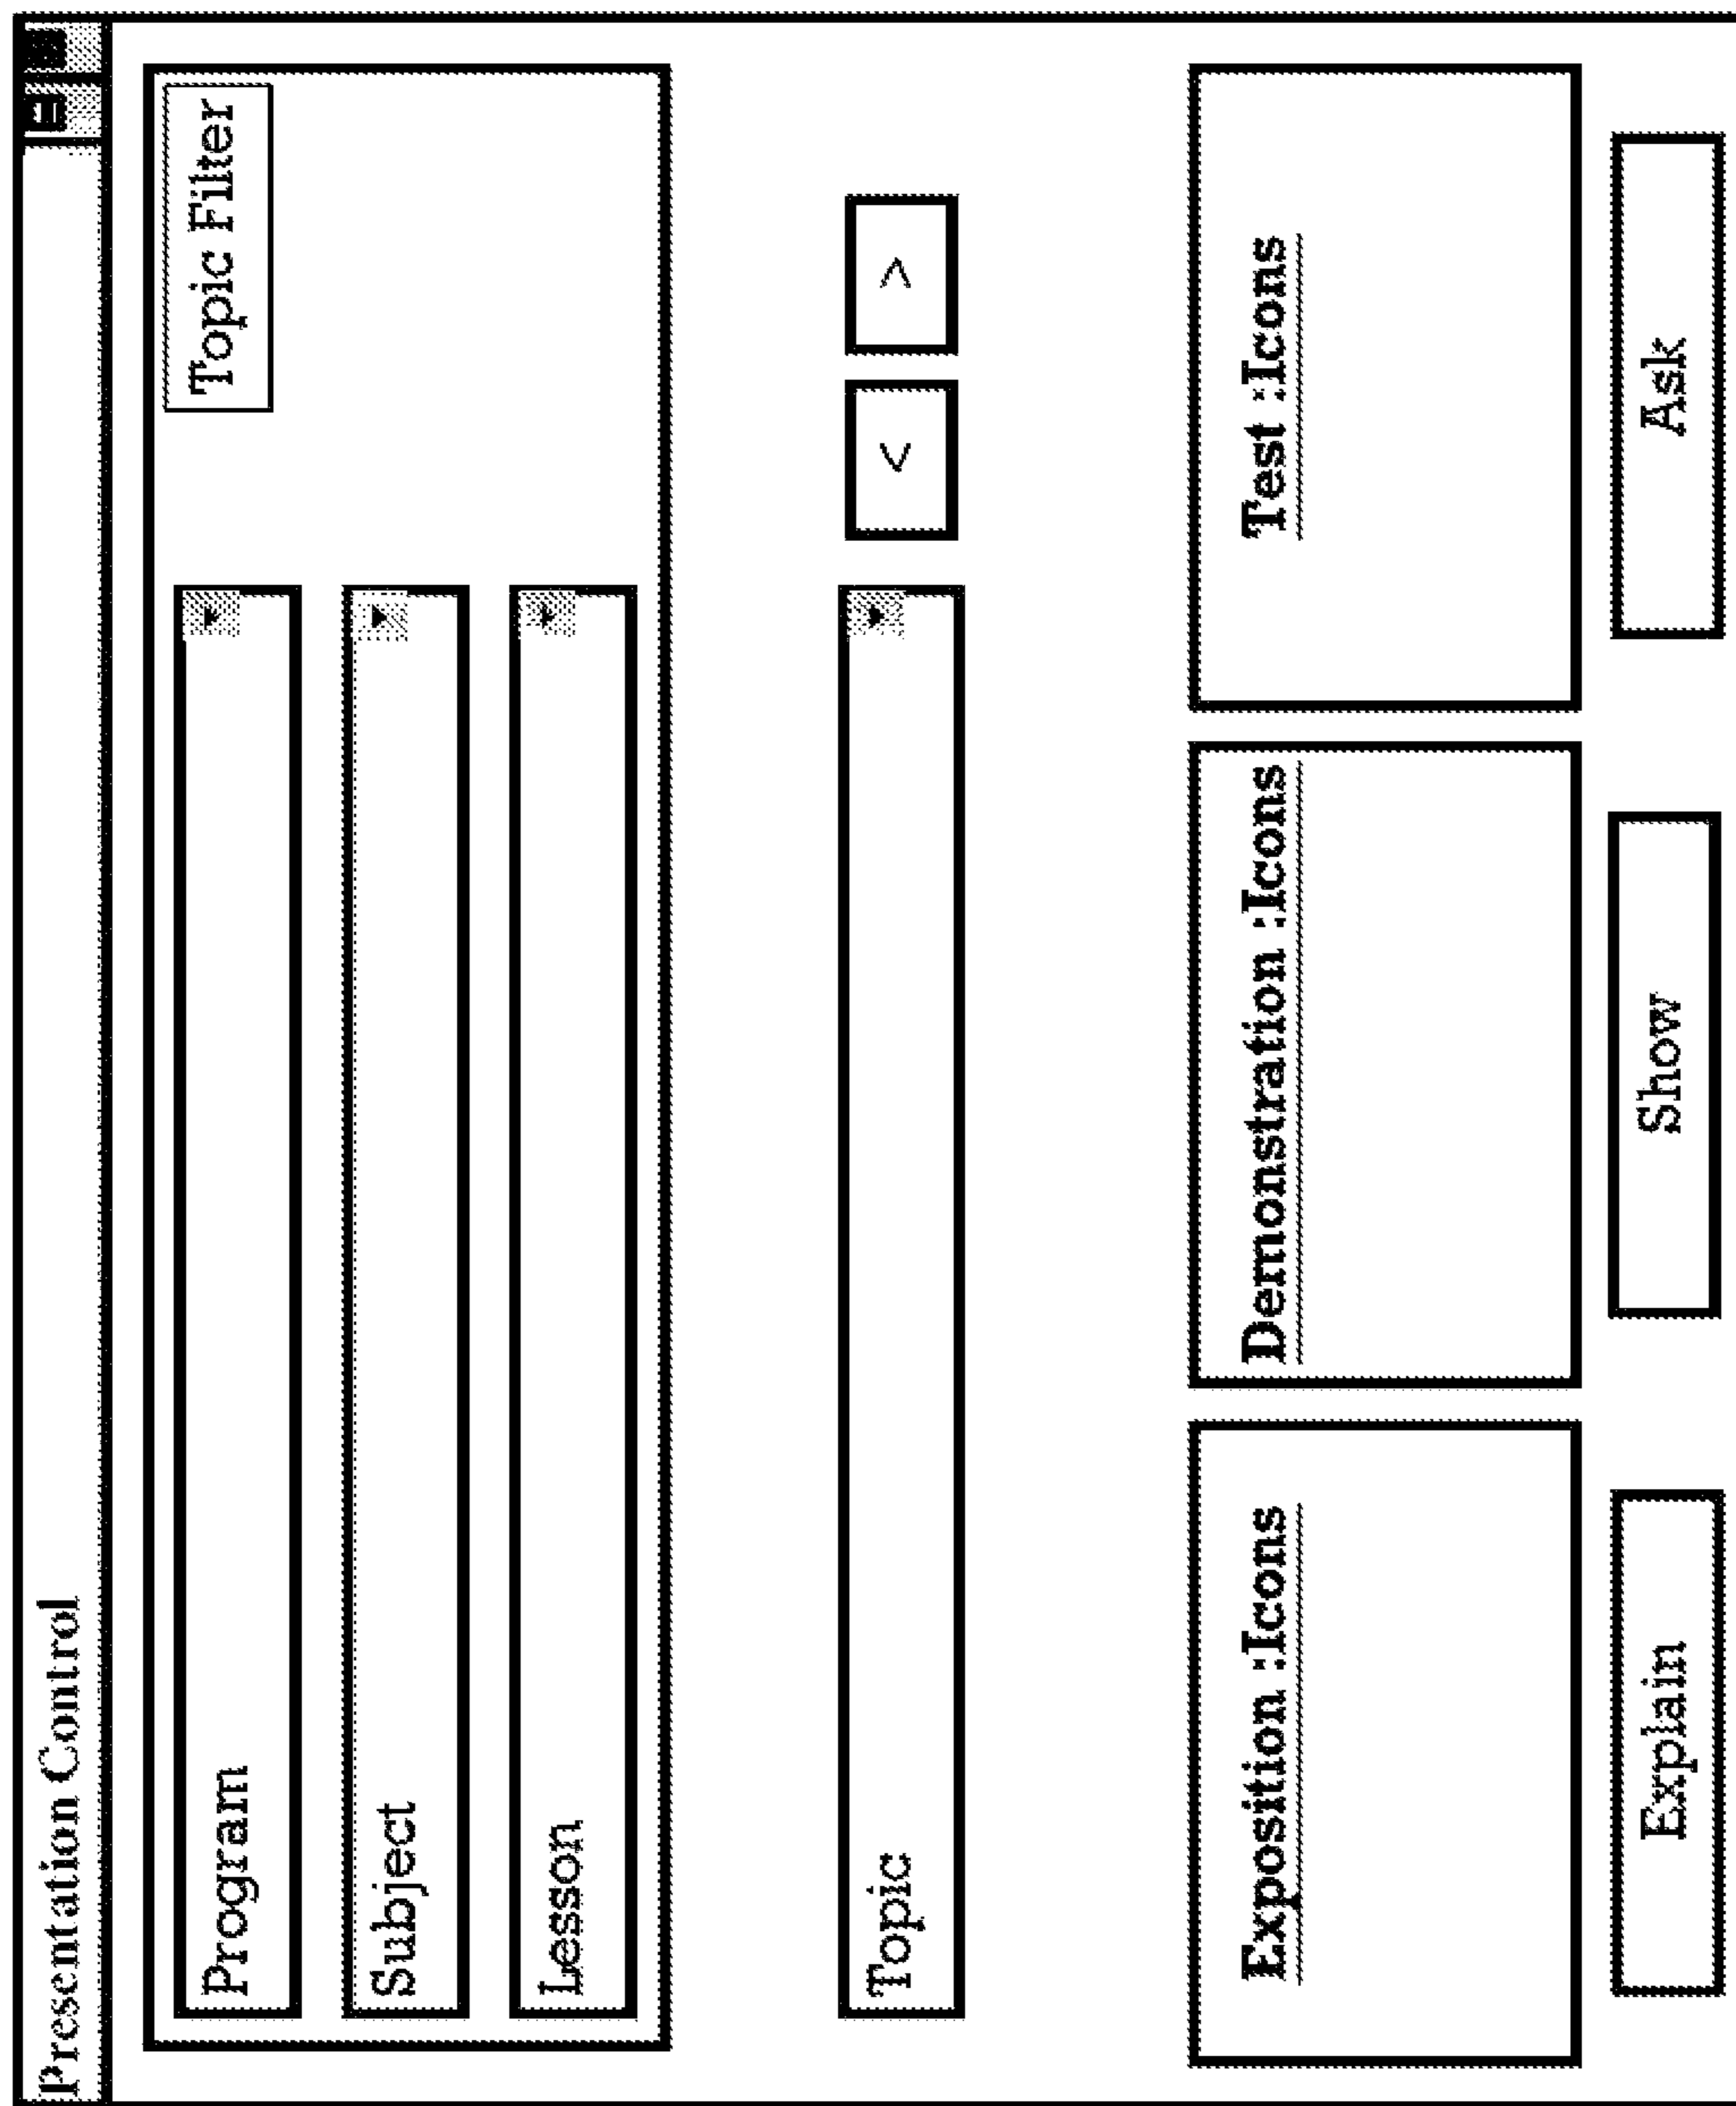 Presentation Control
Topic Filter
Program
Subject
Lesson
Topic
<
>
Exposition :Icons
Demonstration :Icons
Test :Icons
Explain
Show
Ask